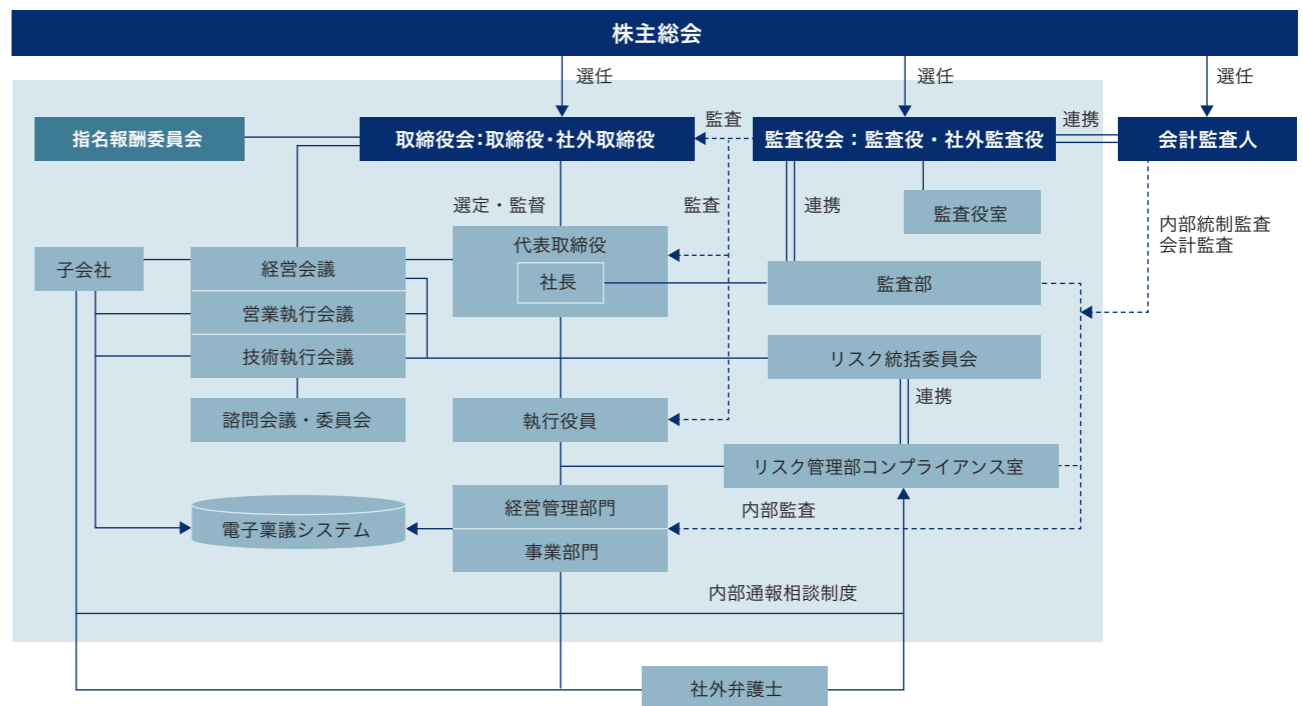 株主総会
選任
選任
選任
指名報酬委員会
取締役会：取締役・社外取締役
監査
監査役会：監査役・社外監査役
連携
会計監査人
選定・監督
監査
連携
監査役室
内部統制監査
会計監査
子会社
経営会議
代表取締役
社長
監査部
営業執行会議
技術執行会議
リスク統括委員会
連携
諮問会議・委員会
執行役員
リスク管理部コンプライアンス室
電子稟議システム
経営管理部門
内部監査
事業部門
内部通報相談制度
社外弁護士